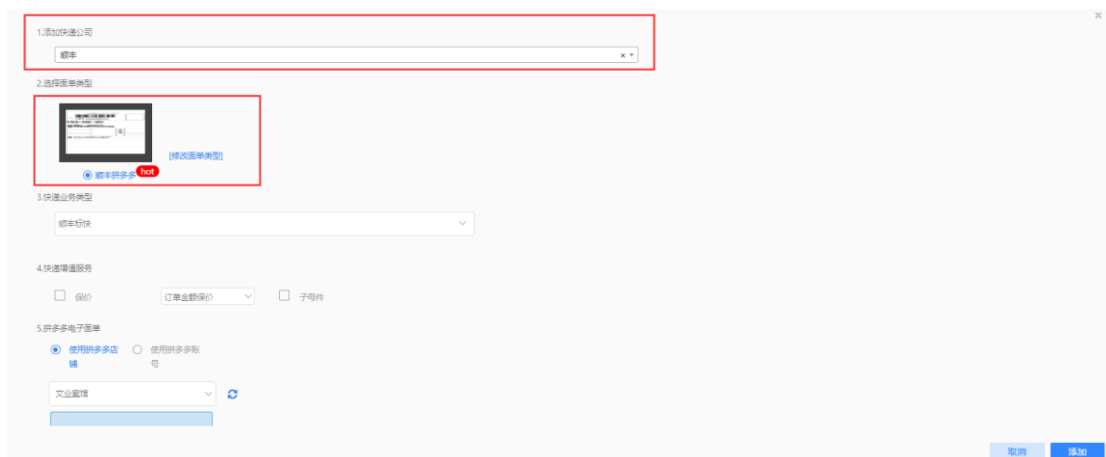 1.添加快递公司
顺丰
2.选择面单类型
[修改面单类型]
顺丰拼多多 hot
3.快递业务类型
顺丰标快
4.快递增值服务
保价 订单金额保价 子母件
5.拼多多电子面单
使用拼多多店铺 使用拼多多账号
取消 添加